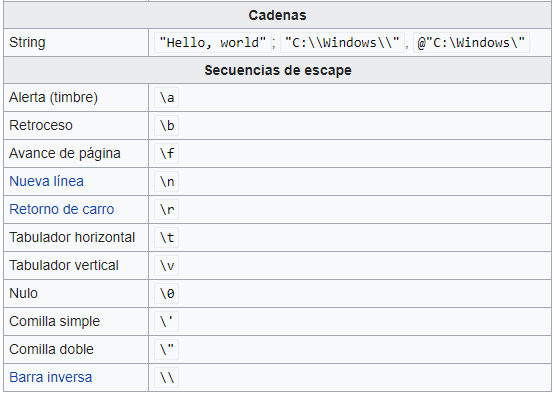 Cadenas
String "Hello, world"; "C:\\Windows\\", @"C:\Windows\"
Secuencias de escape
Alerta (timbre) \a
Retroceso \b
Avance de página \f
Nueva línea \n
Retorno de carro \r
Tabulador horizontal \t
Tabulador vertical \v
Nulo \0
Comilla simple \'
Comilla doble \"
Barra inversa \\